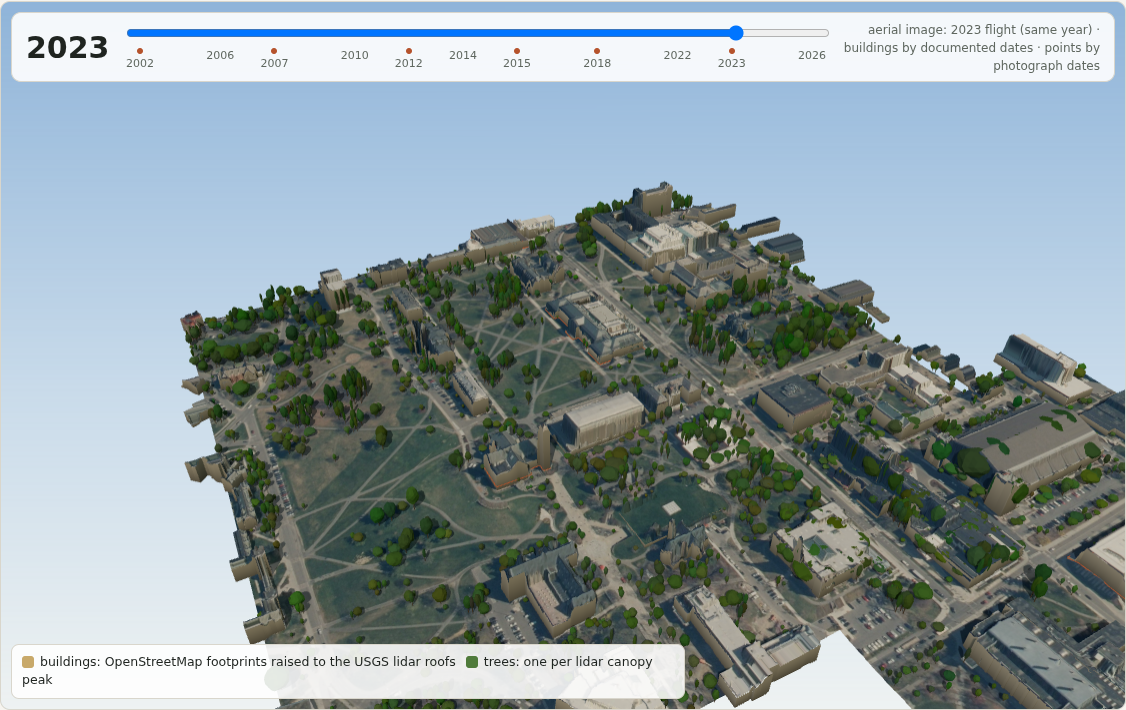 2023
2002
2006
2007
2010
2012
2014
2015
2018
2022
2023
2026
aerial image: 2023 flight (same year) ·
buildings by documented dates · points by
photograph dates
buildings: OpenStreetMap footprints raised to the USGS lidar roofs
trees: one per lidar canopy
peak